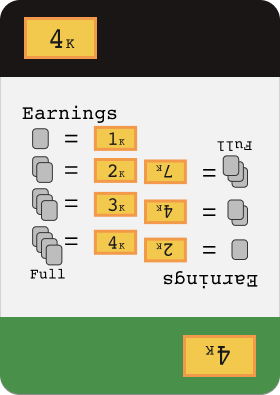 4K
Earnings
= 1K
= 2K
= 3K
= 4K
Full
4K
Earnings
= 2K
= 4K
= 7K
Full